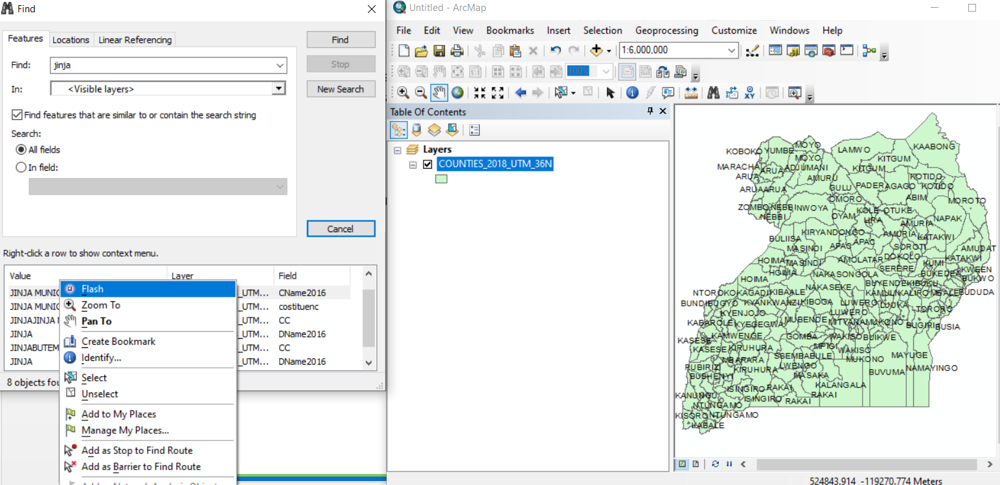 Find
Features
Locations
Linear Referencing
Find:
jinja
In:
<Visible layers>
Find features that are similar to or contain the search string
Search:
All fields
In field:
Find
Stop
New Search
Cancel
Right-click a row to show context menu.
Value Layer Field
JINJA MUNIC _UTM... CName2016
JINJA MUNIC _UTM... costituenc
JINJAJINJA _UTM... CC
JINJA _UTM... DName2016
JINJABUTEM _UTM... CC
JINJA _UTM... DName2016
8 objects fou
Flash
Zoom To
Pan To
Create Bookmark
Identify...
Select
Unselect
Add to My Places
Manage My Places...
Add as Stop to Find Route
Add as Barrier to Find Route
Untitled - ArcMap
File Edit View Bookmarks Insert Selection Geoprocessing Customize Windows Help
1:6,000,000
100%
Table Of Contents
Layers
COUNTIES_2018_UTM_36N
MOYO
KOBOKO YUMBE LAMWO KAABONG
MOYO KITGUM
MARACHA ADJUMANI KITGUM
ARUA ARUA AMURU KOTIDO
GULU PADER AGAGO KOTIDO
ARUA ARUA OMORO ABIM MOROTO
ZOMBO NEBBI NWOYA KOLE OTUKE
NEBBI OYAM LIRA NAPAK
AMURIA
KIRYANDONGO AMURIA KATAKWI
BULIISA APAC
MASINDI APAC SOROTI AMUDAT
HOIMA MASINDI AMOLATAR DOKOLO KUMI KATAKWI
HOIMA SERERE KWEEN
HOIMA NAKASONGOLA BUKEDEA BUKWO
NAKASEKE BUYENDE KIBUKU
NTOROKO KAGADI KIBAALE KAMULI KALIRO MBALE BUDUDA
BUNDIBUGYO KYANKWANZI KIBOGA LUWERO LUUKA
KYENJOJO LUWERO TORORO
KABAROLE KYEGEGWA MUBENDE MITYANA MUKONO BUGIRI BUSIA
KASESE KAMWENGE GOMBA WAKISO BUIKWE
KASESE KIRUHURA MPIGI WAKISO
MBARARA SSEMBABULE MUKONO MAYUGE
RUBIRIZI KIRUHURA LWENGO BUVUMA NAMAYINGO
BUSHENYI MASAKA
KALANGALA
KANUNGU ISINGIRO RAKAI RAKAI
NTUNGAMO ISINGIRO RAKAI
KISORO NTUNGAMO
KABALE
524843.914 -119270.774 Meters